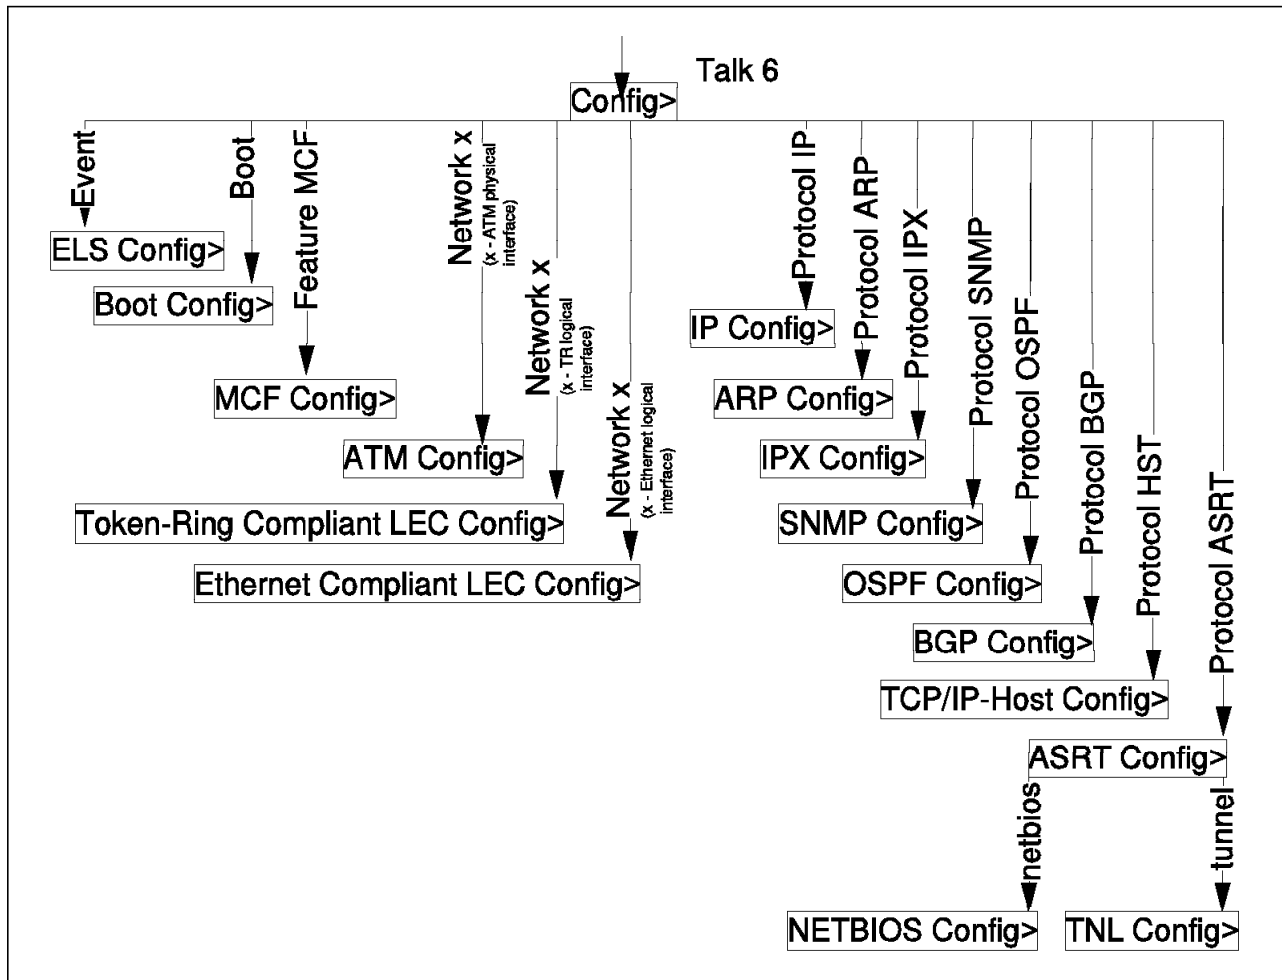 Talk 6
Config>
Event
Boot
Feature MCF
Network x
(x - ATM physical
interface)
Network x
(x - TR logical
interface)
Network x
(x - Ethernet logical
interface)
Protocol IP
Protocol ARP
Protocol IPX
Protocol SNMP
Protocol OSPF
Protocol BGP
Protocol HST
Protocol ASRT
ELS Config>
Boot Config>
MCF Config>
ATM Config>
Token-Ring Compliant LEC Config>
Ethernet Compliant LEC Config>
IP Config>
ARP Config>
IPX Config>
SNMP Config>
OSPF Config>
BGP Config>
TCP/IP-Host Config>
ASRT Config>
netbios
tunnel
NETBIOS Config>
TNL Config>